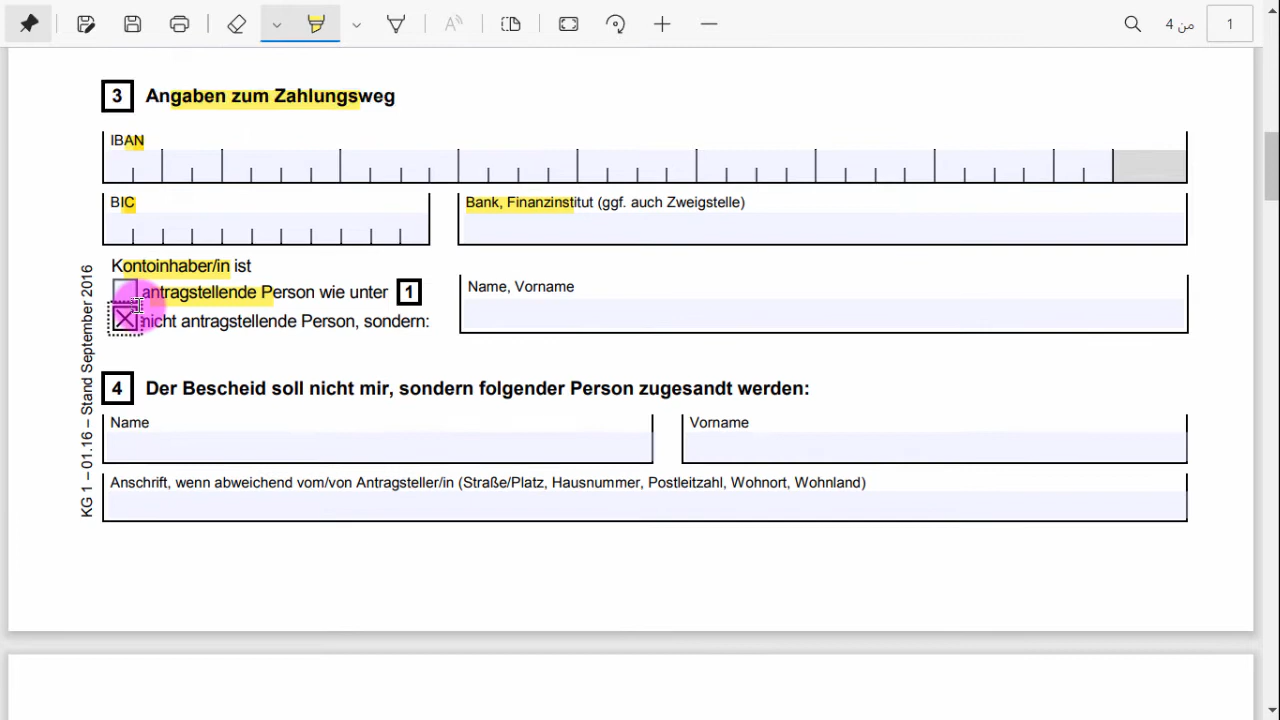 من 4
1
3 Angaben zum Zahlungsweg
IBAN
BIC
Bank, Finanzinstitut (ggf. auch Zweigstelle)
Kontoinhaber/in ist
antragstellende Person wie unter 1
nicht antragstellende Person, sondern:
Name, Vorname
4 Der Bescheid soll nicht mir, sondern folgender Person zugesandt werden:
Name
Vorname
Anschrift, wenn abweichend vom/von Antragsteller/in (Straße/Platz, Hausnummer, Postleitzahl, Wohnort, Wohnland)
KG 1 – 01.16 – Stand September 2016